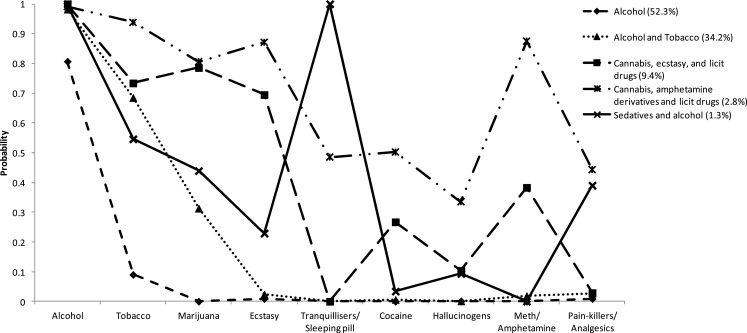 1
0.9
0.8
0.7
0.6
0.5
0.4
0.3
0.2
0.1
0
Probability
Alcohol
Tobacco
Marijuana
Ecstasy
Tranquillisers/
Sleeping pill
Cocaine
Hallucinogens
Meth/
Amphetamine
Pain-killers/
Analgesics
Alcohol (52.3%)
Alcohol and Tobacco (34.2%)
Cannabis, ecstasy, and licit
drugs (9.4%)
Cannabis, amphetamine
derivatives and licit drugs (2.8%)
Sedatives and alcohol (1.3%)